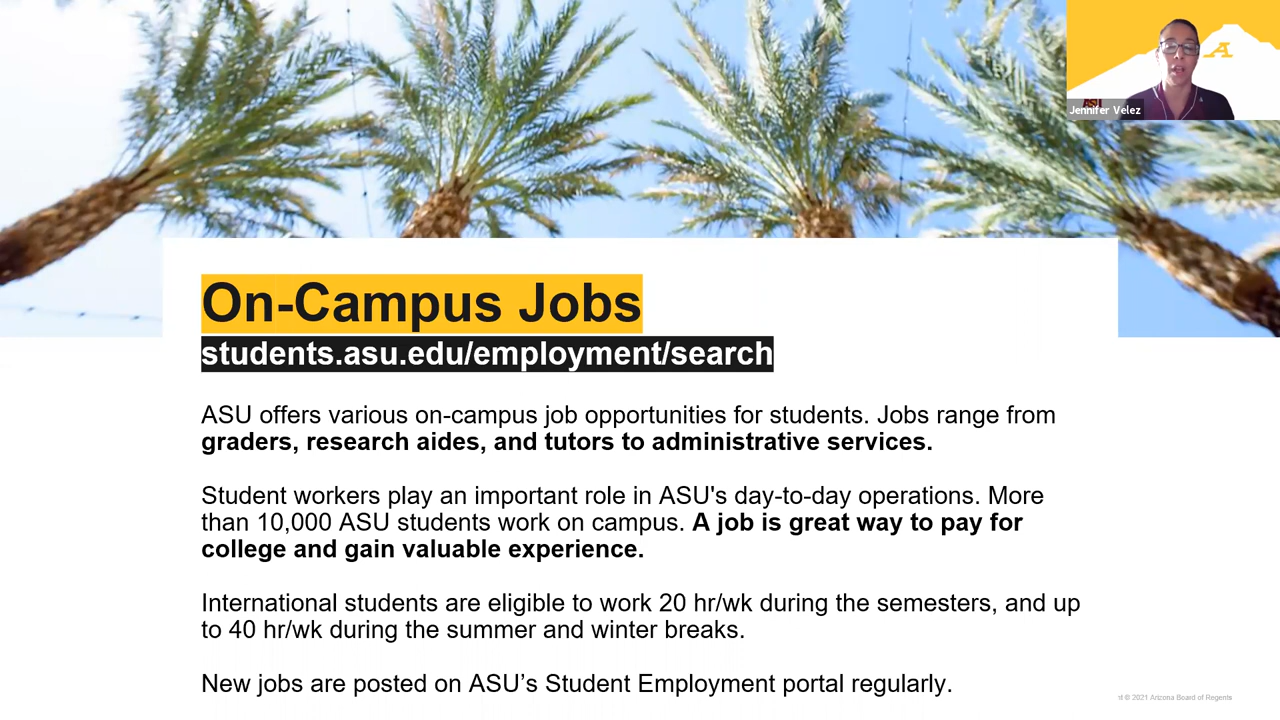 A
ASU
Jennifer Velez
On-Campus Jobs
students.asu.edu/employment/search
ASU offers various on-campus job opportunities for students. Jobs range from
graders, research aides, and tutors to administrative services.
Student workers play an important role in ASU's day-to-day operations. More
than 10,000 ASU students work on campus. A job is great way to pay for
college and gain valuable experience.
International students are eligible to work 20 hr/wk during the semesters, and up
to 40 hr/wk during the summer and winter breaks.
New jobs are posted on ASU’s Student Employment portal regularly.
© 2021 Arizona Board of Regents